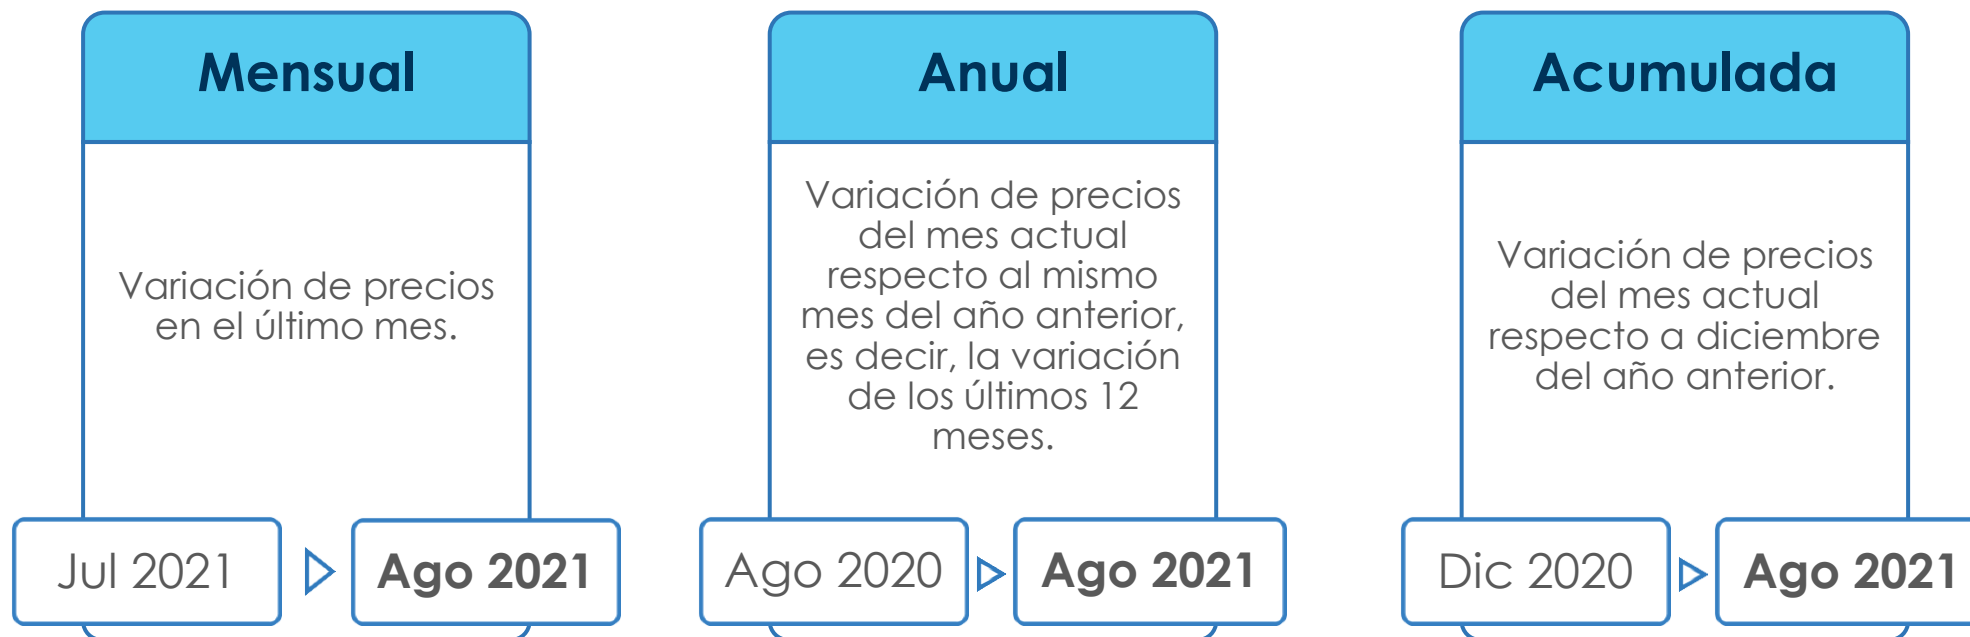 Mensual
Variación de precios
en el último mes.
Jul 2021
Ago 2021
Anual
Variación de precios
del mes actual
respecto al mismo
mes del año anterior,
es decir, la variación
de los últimos 12
meses.
Ago 2020
Ago 2021
Acumulada
Variación de precios
del mes actual
respecto a diciembre
del año anterior.
Dic 2020
Ago 2021